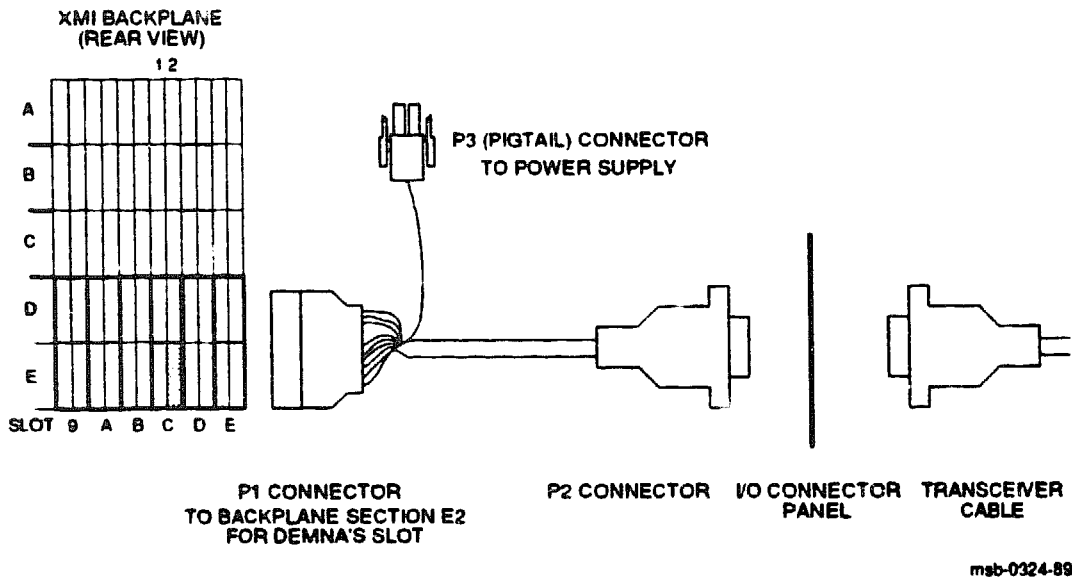 XMI BACKPLANE
(REAR VIEW)
1 2
A
B
C
D
E
SLOT 9 A B C D E
P3 (PIGTAIL) CONNECTOR
TO POWER SUPPLY
P1 CONNECTOR
TO BACKPLANE SECTION E2
FOR DEMNA'S SLOT
P2 CONNECTOR
I/O CONNECTOR
PANEL
TRANSCEIVER
CABLE
msb-0324-89